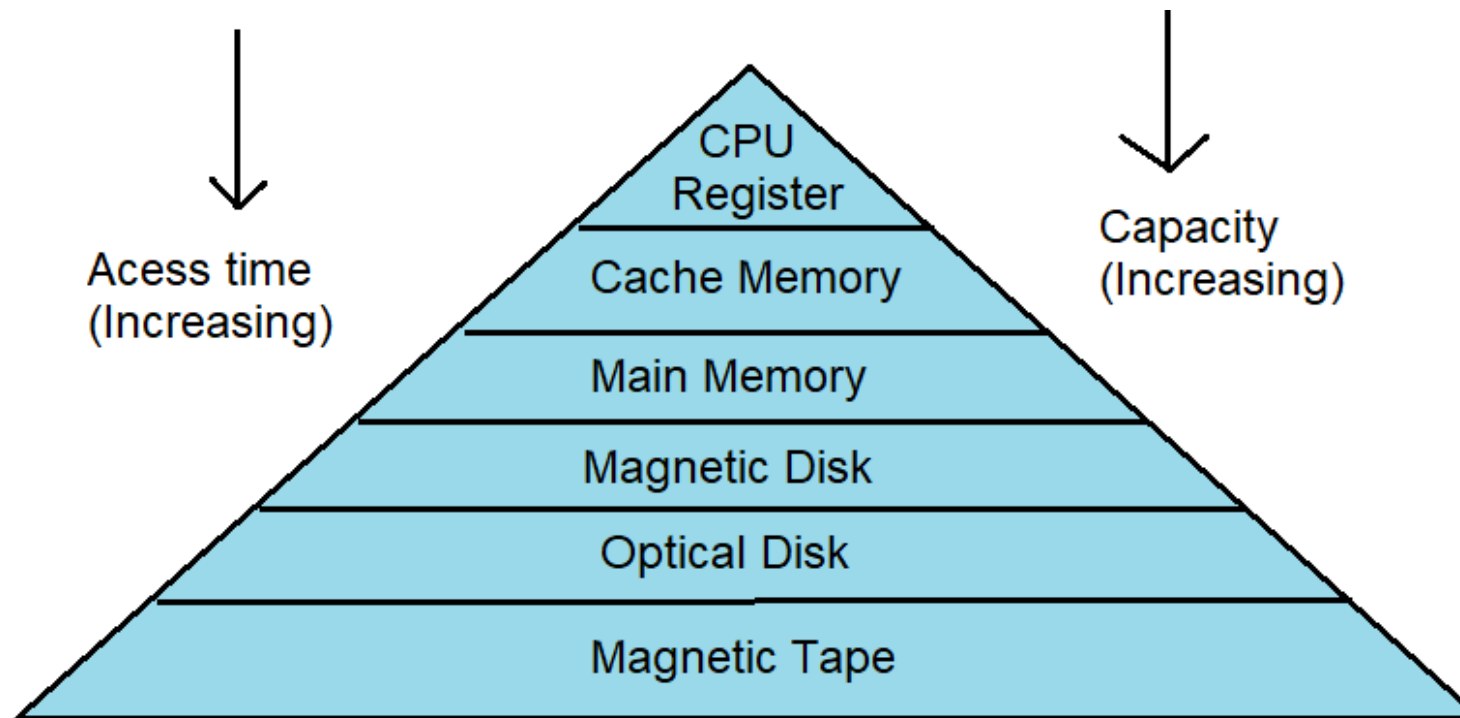 CPU
Register
Cache Memory
Acess time
(Increasing)
Capacity
(Increasing)
Main Memory
Magnetic Disk
Optical Disk
Magnetic Tape